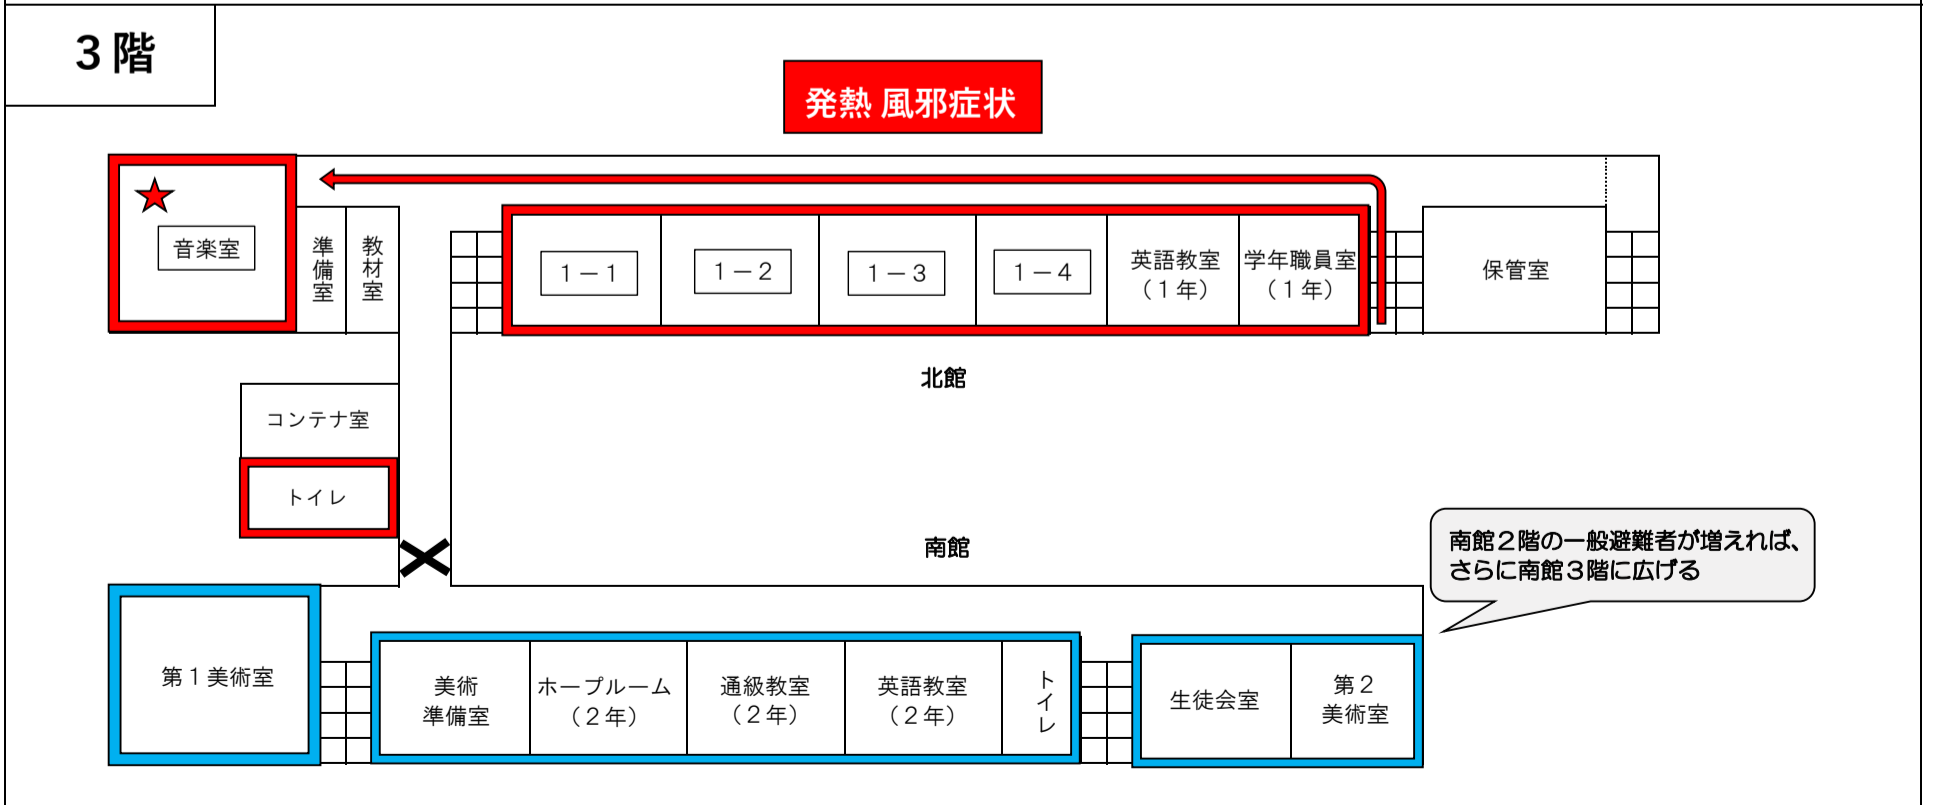 3階
発熱 風邪症状
音楽室
準備室
教材室
1-1
1-2
1-3
1-4
英語教室
(1年)
学年職員室
(1年)
保管室
北館
コンテナ室
トイレ
南館
南館2階の一般避難者が増えれば、
さらに南館3階に広げる
第1美術室
美術
準備室
ホープルーム
(2年)
通級教室
(2年)
英語教室
(2年)
トイレ
生徒会室
第2
美術室